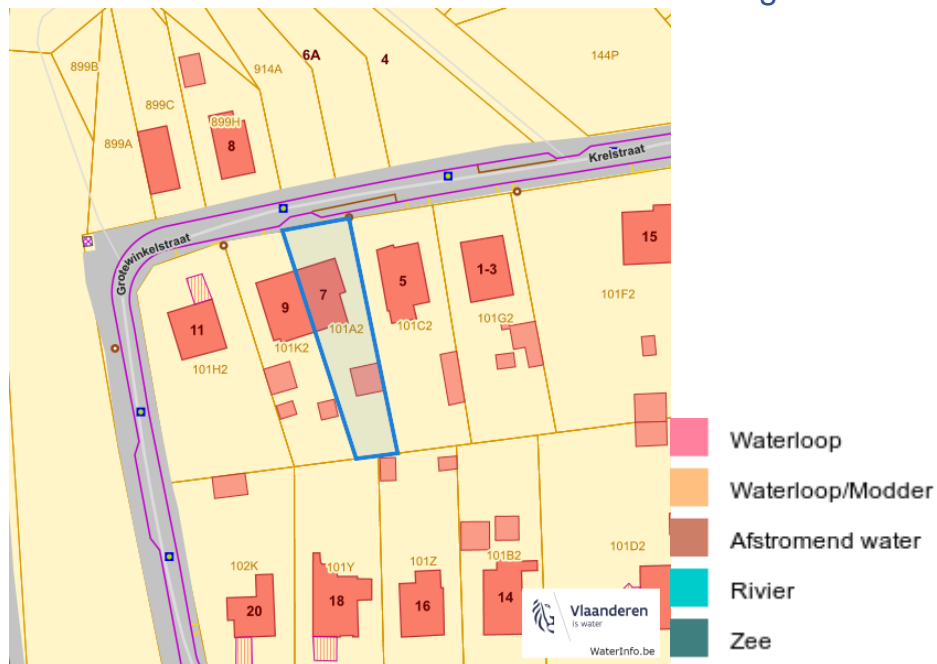 g
6A
4
144P
899B
914A
899C
899H
899A
8
Krelstraat
Grotewinkelstraat
15
1-3
5
7
9
11
101F2
101G2
101C2
101A2
101K2
101H2
Waterloop
Waterloop/Modder
Afstromend water
Rivier
Zee
101B2
101D2
101Z
101Y
102K
20
18
16
14
Vlaanderen
is water
WaterInfo.be